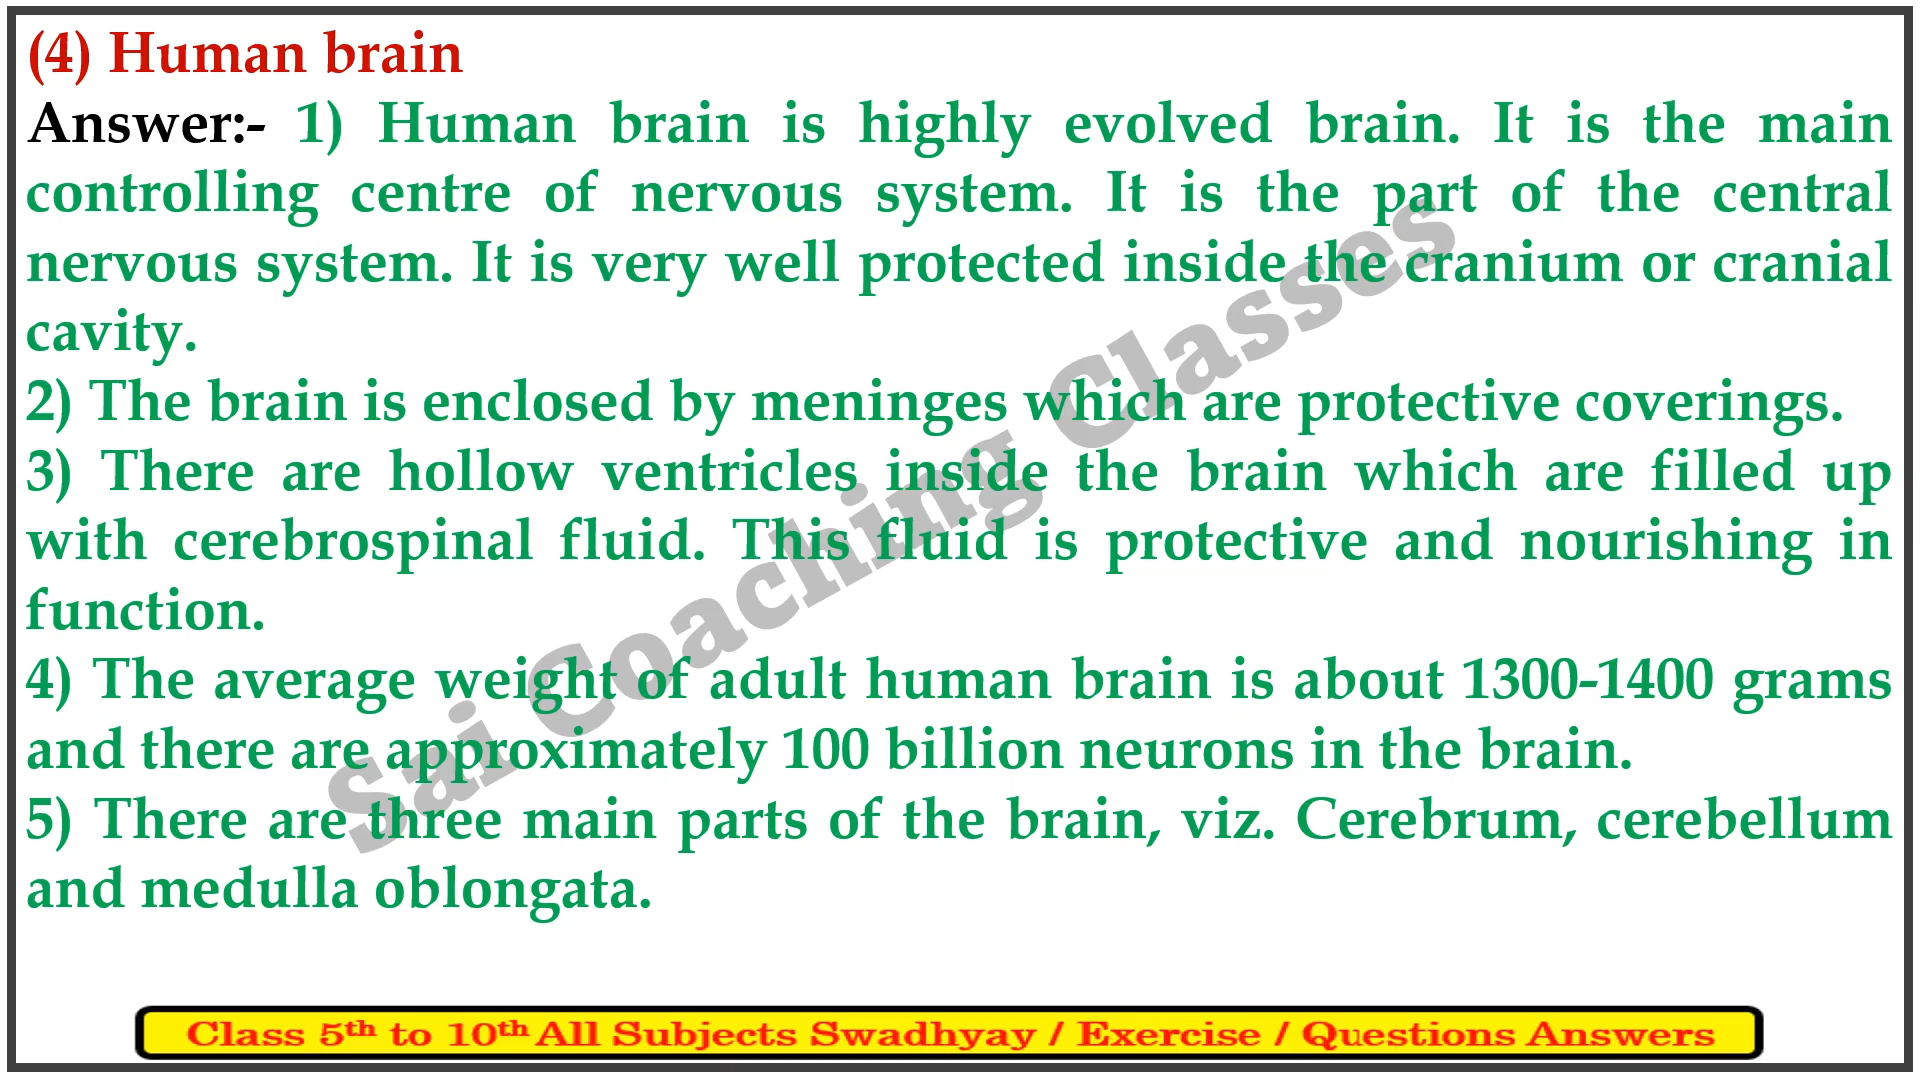 (4) Human brain
Answer:- 1) Human brain is highly evolved brain. It is the main
controlling centre of nervous system. It is the part of the central
nervous system. It is very well protected inside the cranium or cranial
cavity.
2) The brain is enclosed by meninges which are protective coverings.
3) There are hollow ventricles inside the brain which are filled up
with cerebrospinal fluid. This fluid is protective and nourishing in
function.
4) The average weight of adult human brain is about 1300-1400 grams
and there are approximately 100 billion neurons in the brain.
5) There are three main parts of the brain, viz. Cerebrum, cerebellum
and medulla oblongata.
Sai Coaching Classes
Class 5th to 10th All Subjects Swadhyay / Exercise / Questions Answers